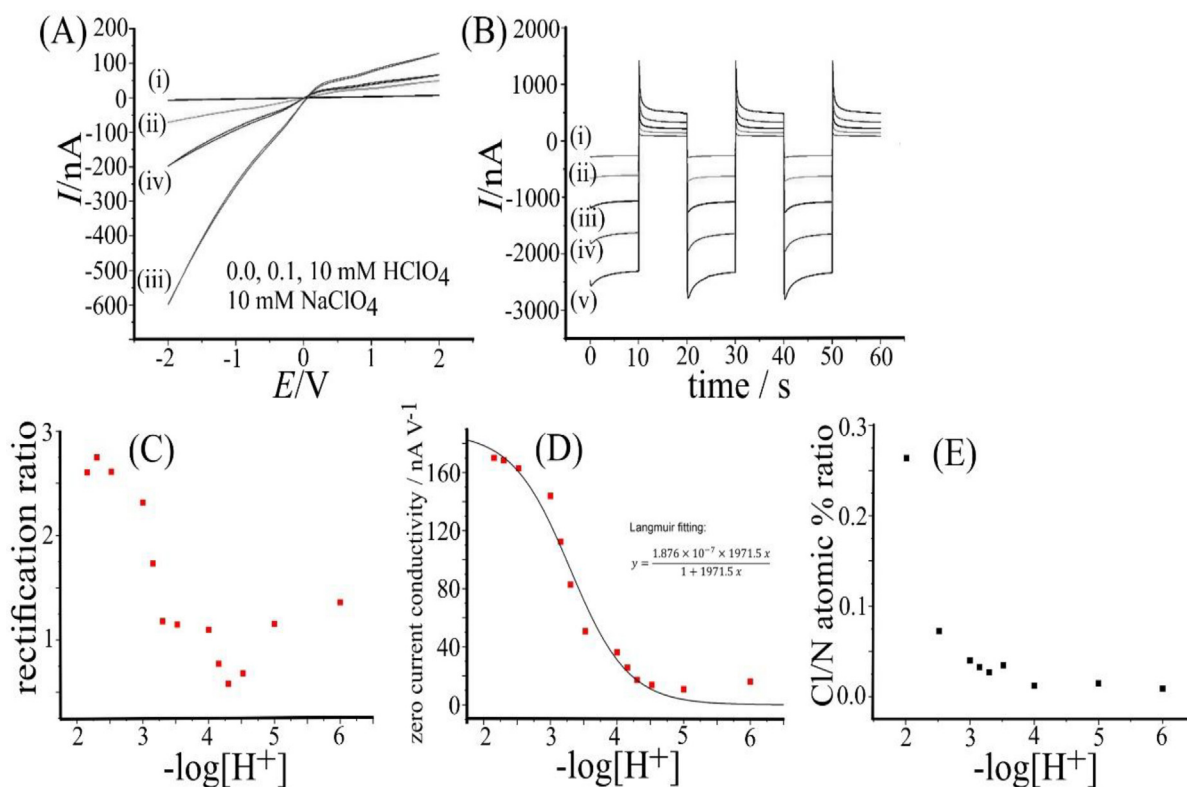 (A)
200
100
0
-100
-200
-300
-400
-500
-600
I/nA
(i)
(ii)
(iv)
(iii)
0.0, 0.1, 10 mM HClO4
10 mM NaClO4
-2 -1 0 1 2
E/V
(B)
2000
1000
0
-1000
-2000
-3000
I/nA
(i)
(ii)
(iii)
(iv)
(v)
0 10 20 30 40 50 60
time / s
(C)
3
2
1
rectification ratio
2 3 4 5 6
-log[H+]
(D)
160
120
80
40
0
zero current conductivity / nA V-1
Langmuir fitting:
y = 1.876 × 10⁻⁷ × 1971.5 x / 1 + 1971.5 x
2 3 4 5 6
-log[H+]
(E)
0.3
0.2
0.1
0.0
Cl/N atomic % ratio
2 3 4 5 6
-log[H+]